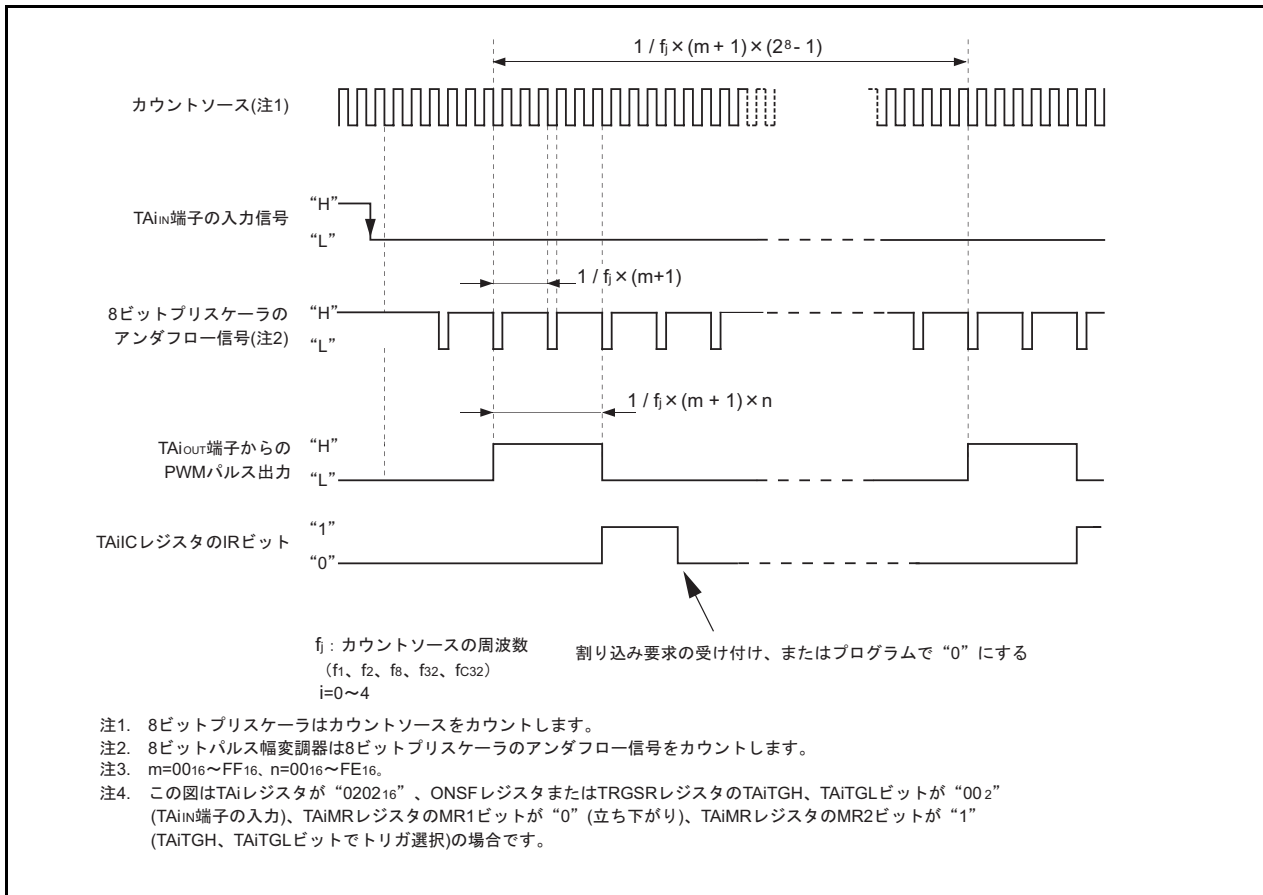 1 / fj × (m + 1) × (2⁸ - 1)
カウントソース(注1)
TAiIN端子の入力信号
“H”
“L”
1 / fj × (m+1)
8ビットプリスケーラの
アンダフロー信号(注2)
“H”
“L”
1 / fj × (m + 1) × n
TAiOUT端子からの
PWMパルス出力
“H”
“L”
TAiICレジスタのIRビット
“1”
“0”
fj : カウントソースの周波数
(f1、f2、f8、f32、fC32)
i=0～4
割り込み要求の受け付け、またはプログラムで“0”にする
注1. 8ビットプリスケーラはカウントソースをカウントします。
注2. 8ビットパルス幅変調器は8ビットプリスケーラのアンダフロー信号をカウントします。
注3. m=0016～FF16、n=0016～FE16。
注4. この図はTAiレジスタが“020216”、ONSFレジスタまたはTRGSRレジスタのTAiTGH、TAiTGLビットが“002”
(TAiIN端子の入力)、TAiMRレジスタのMR1ビットが“0”(立ち下がり)、TAiMRレジスタのMR2ビットが“1”
(TAiTGH、TAiTGLビットでトリガ選択)の場合です。